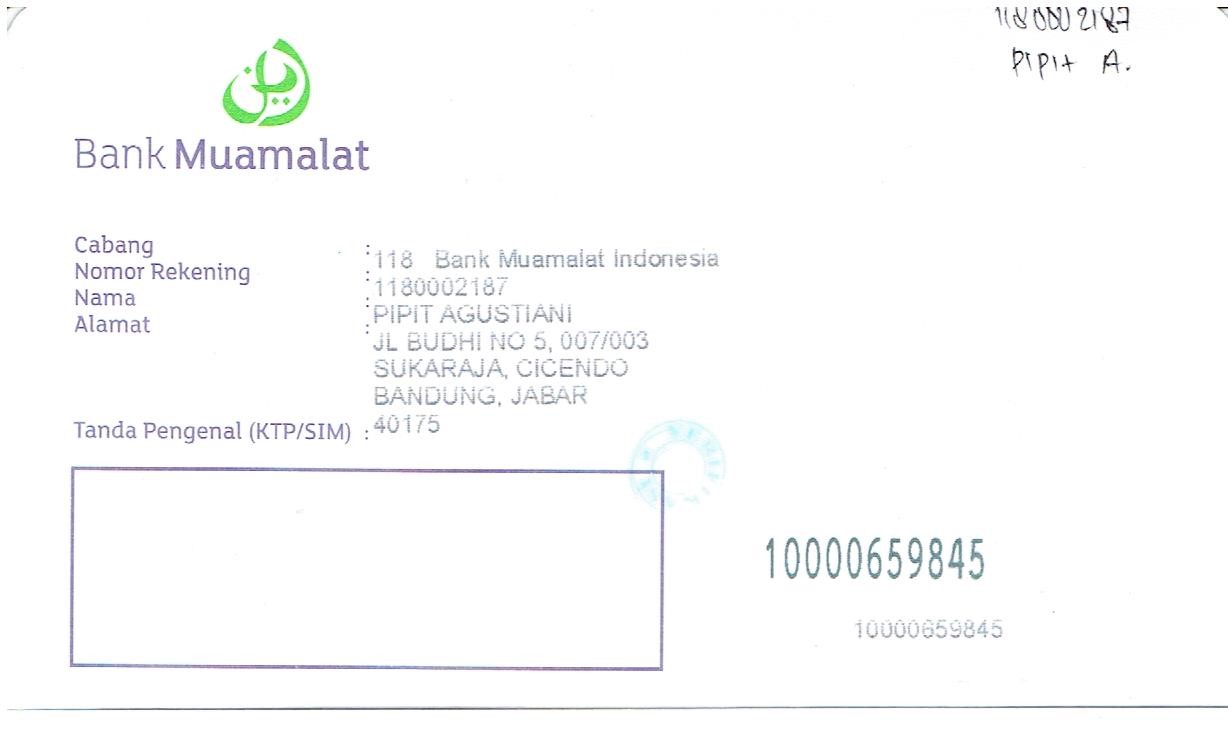 1180002187
Pipit A.
Bank Muamalat
Cabang : 118 Bank Muamalat Indonesia
Nomor Rekening : 1180002187
Nama : PIPIT AGUSTIANI
Alamat : JL BUDHI NO 5, 007/003
SUKARAJA, CICENDO
BANDUNG, JABAR
40175
Tanda Pengenal (KTP/SIM) :
10000659845
10000659845